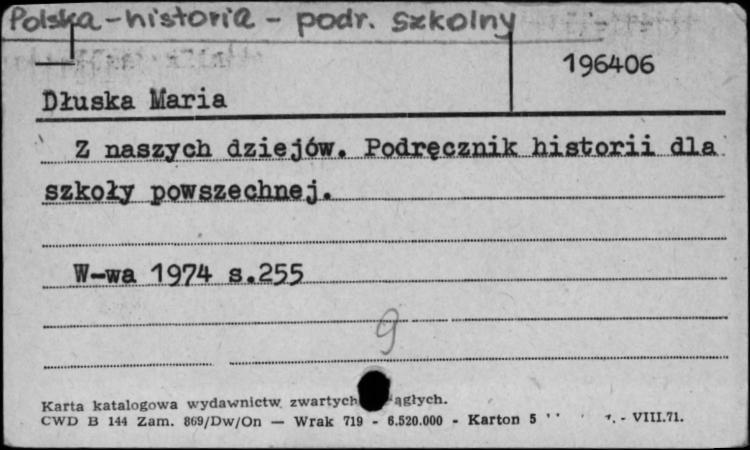 Polska - historia - podr. szkolny
196406
Dłuska Maria
Z naszych dziejów. Podręcznik historii dla
szkoły powszechnej.
W-wa 1974 s.255
9
Karta katalogowa wydawnictw zwartych
CWD B 144 Zam. 869/Dw/On — Wrak 719 - 6.520.000 - Karton 5 - VIII.71.